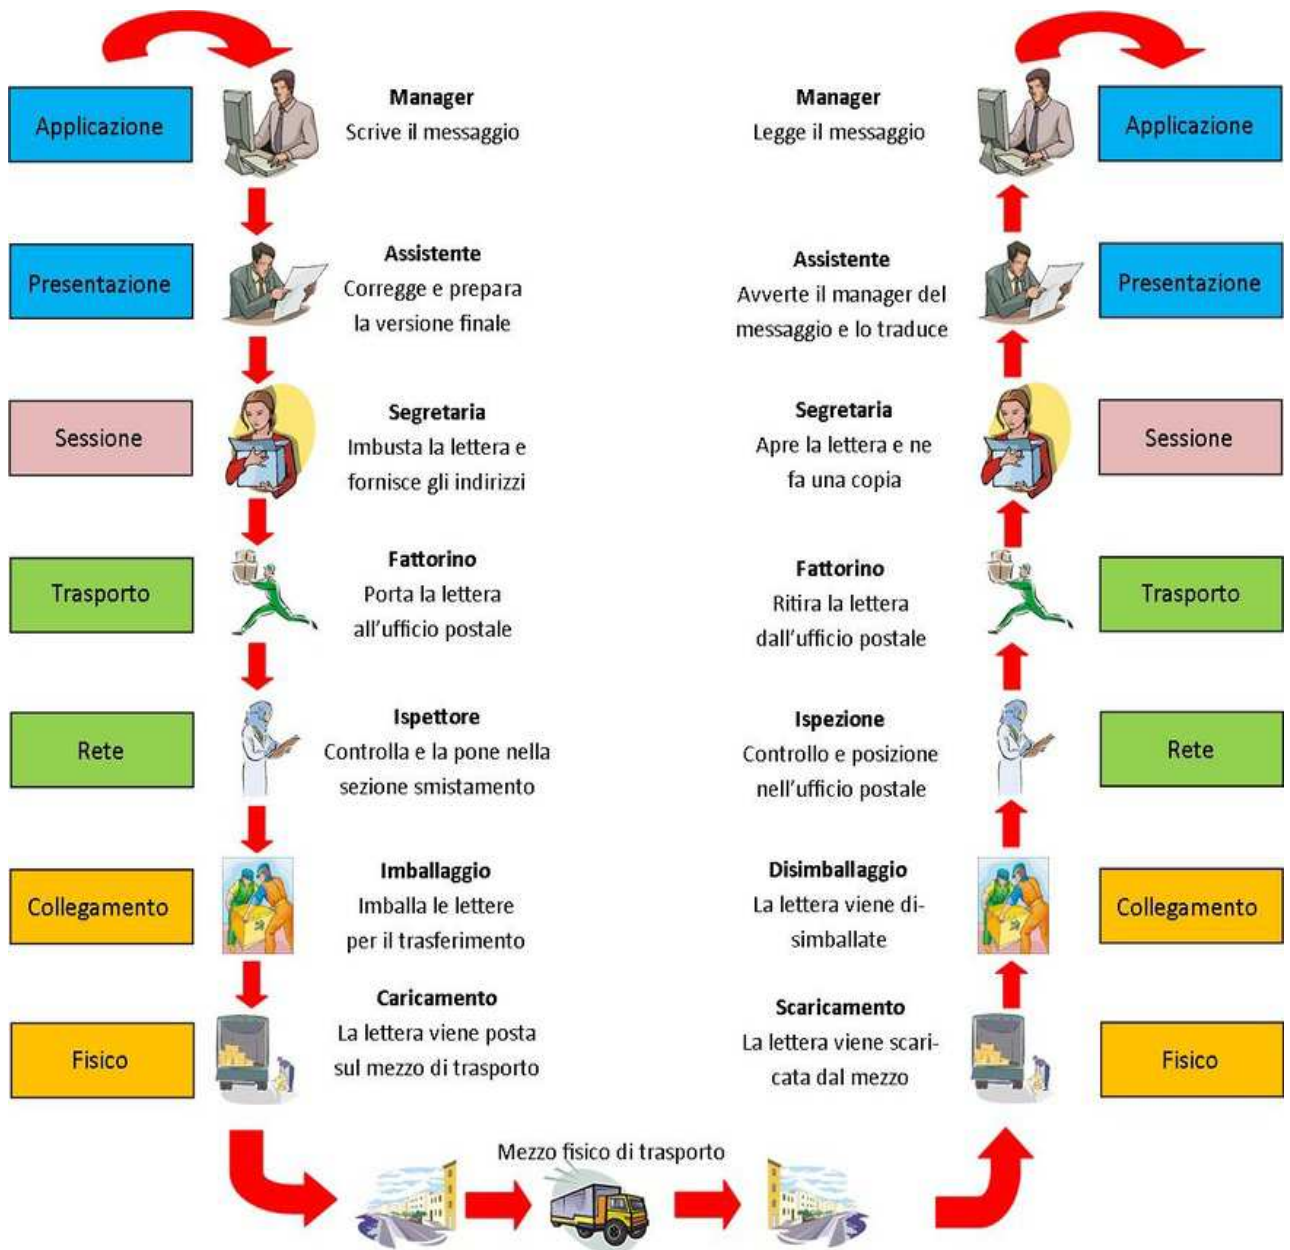 Applicazione
Manager
Scrive il messaggio
Manager
Legge il messaggio
Applicazione
Presentazione
Assistente
Corregge e prepara
la versione finale
Assistente
Avverte il manager del
messaggio e lo traduce
Presentazione
Sessione
Segretaria
Imbusta la lettera e
fornisce gli indirizzi
Segretaria
Apre la lettera e ne
fa una copia
Sessione
Trasporto
Fattorino
Porta la lettera
all'ufficio postale
Fattorino
Ritira la lettera
dall'ufficio postale
Trasporto
Rete
Ispettore
Controlla e la pone nella
sezione smistamento
Ispezione
Controllo e posizione
nell'ufficio postale
Rete
Collegamento
Imballaggio
Imballa le lettere
per il trasferimento
Disimballaggio
La lettera viene di-
simballate
Collegamento
Fisico
Caricamento
La lettera viene posta
sul mezzo di trasporto
Scaricamento
La lettera viene scari-
cata dal mezzo
Fisico
Mezzo fisico di trasporto